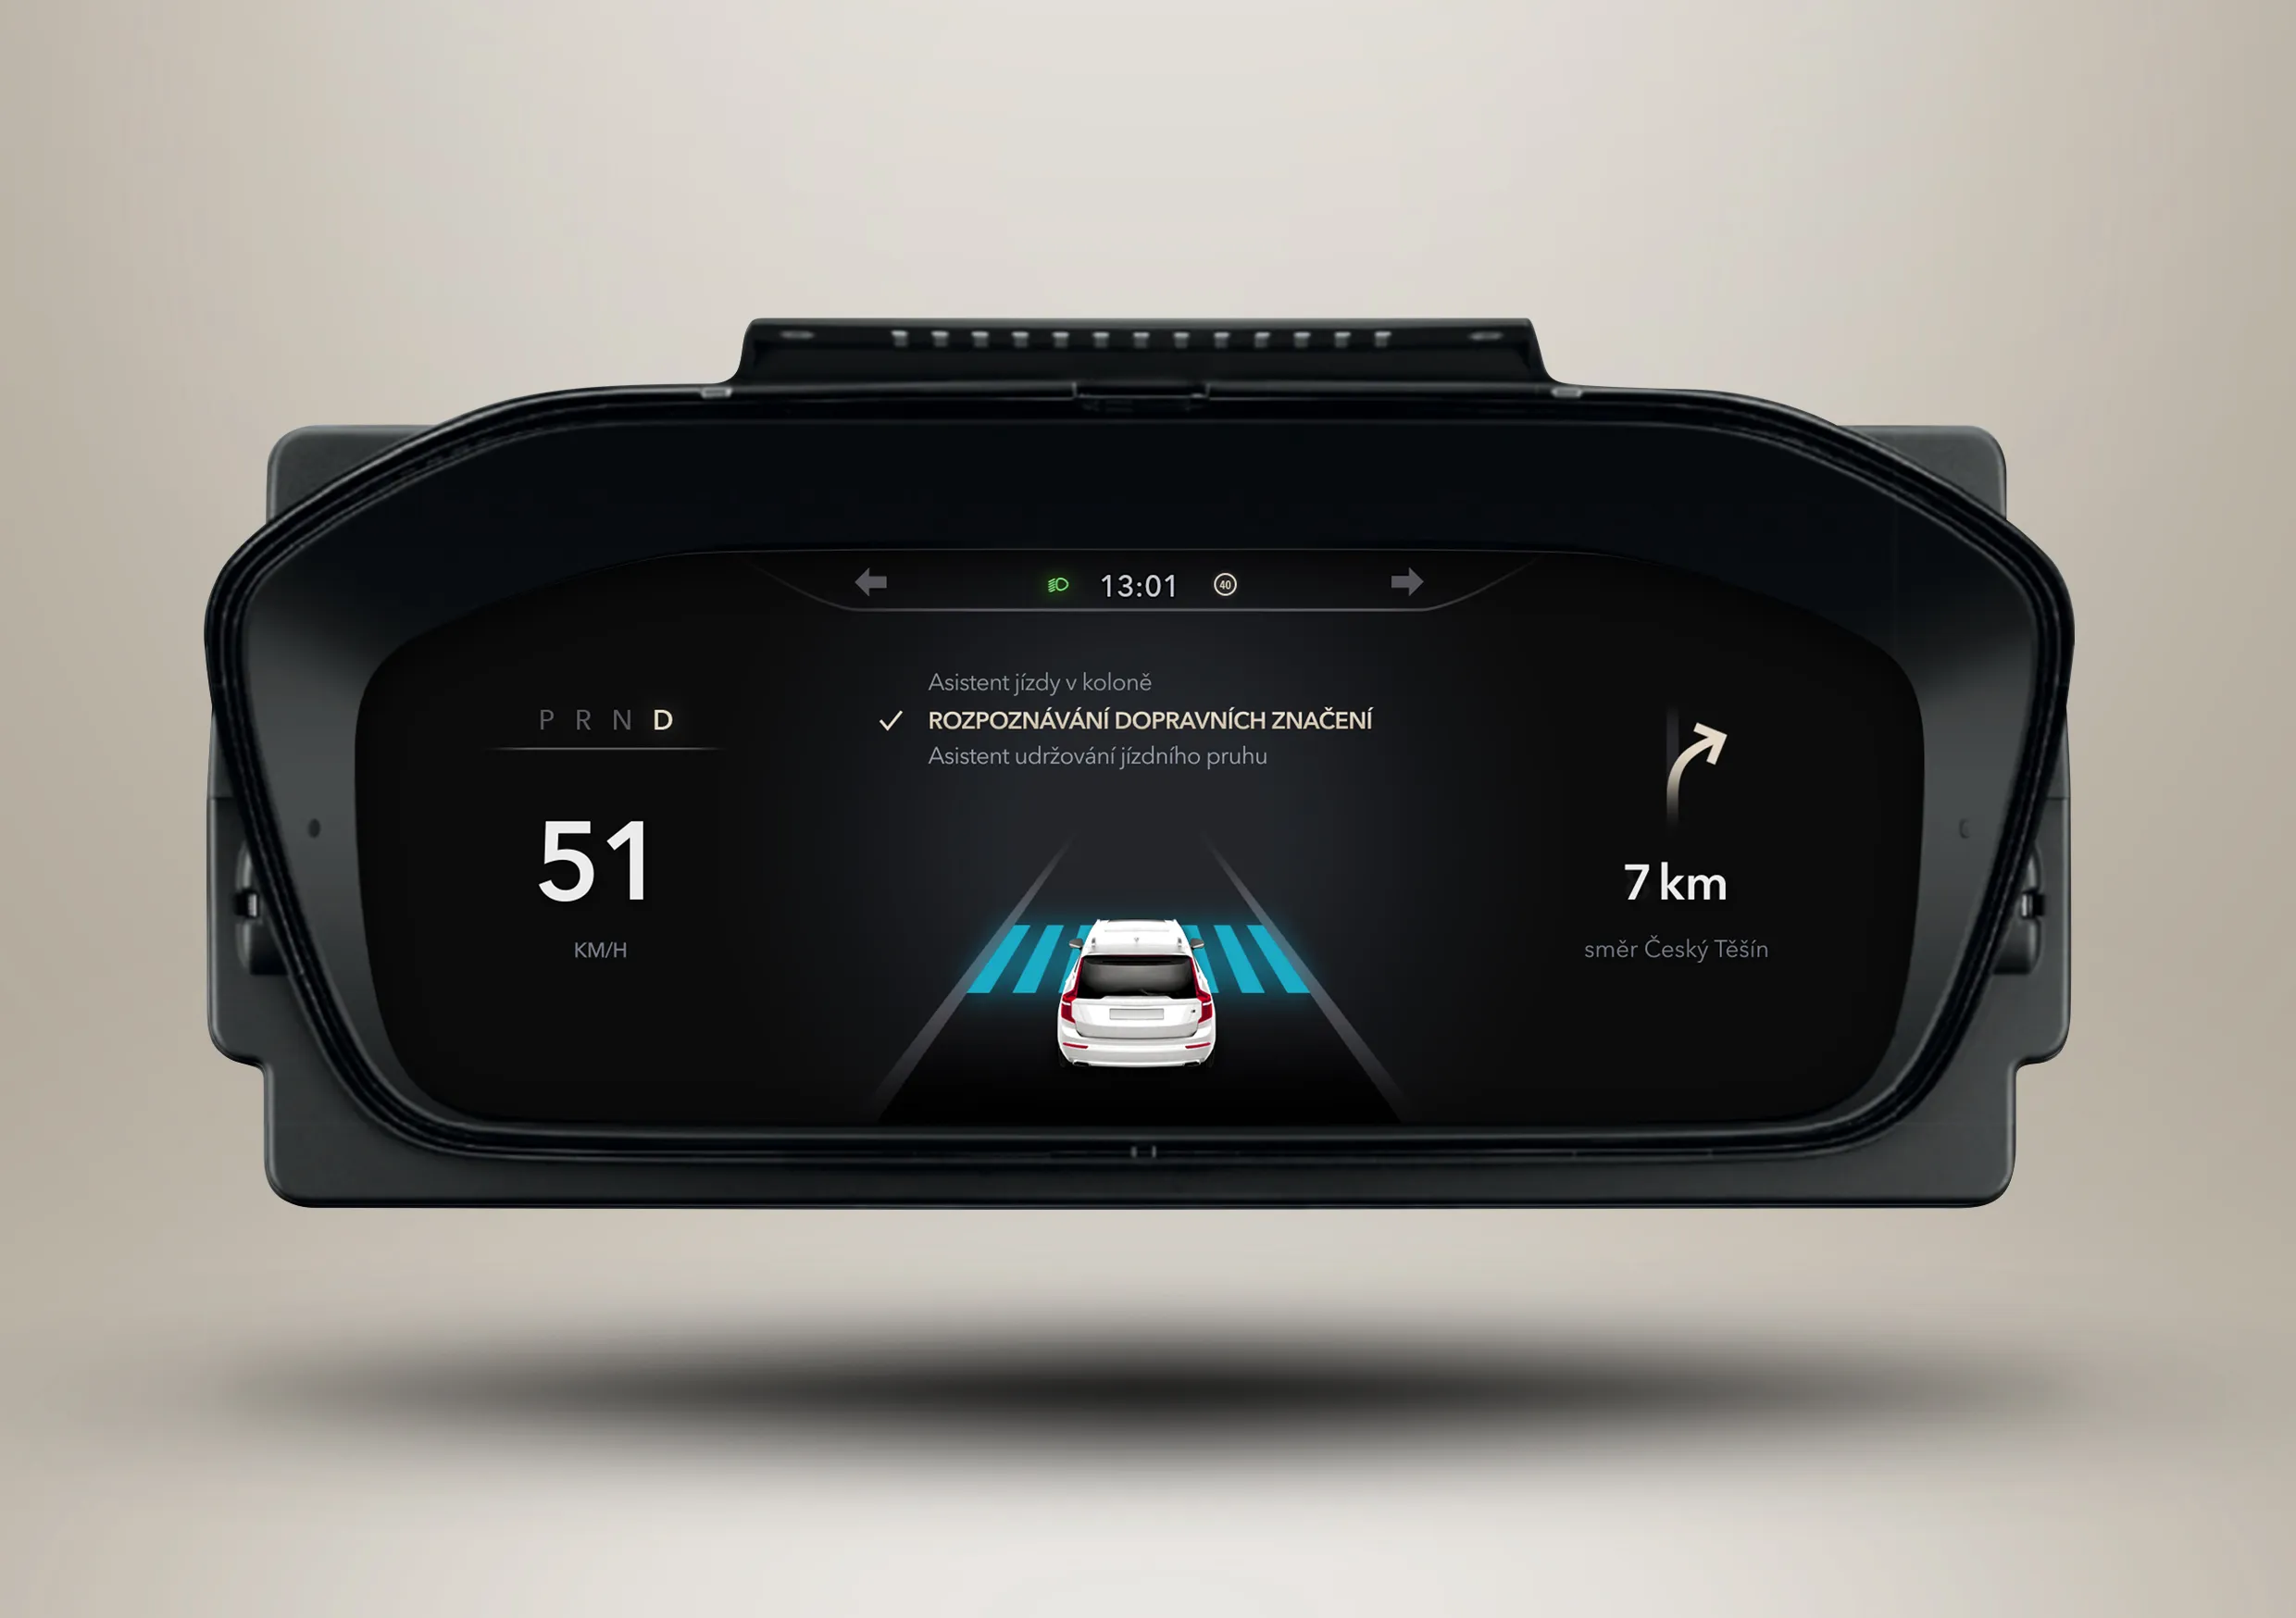 13:01
40
Asistent jízdy v koloně
ROZPOZNÁVÁNÍ DOPRAVNÍCH ZNAČENÍ
Asistent udržování jízdního pruhu
P R N D
51
KM/H
7 km
směr Český Těšín